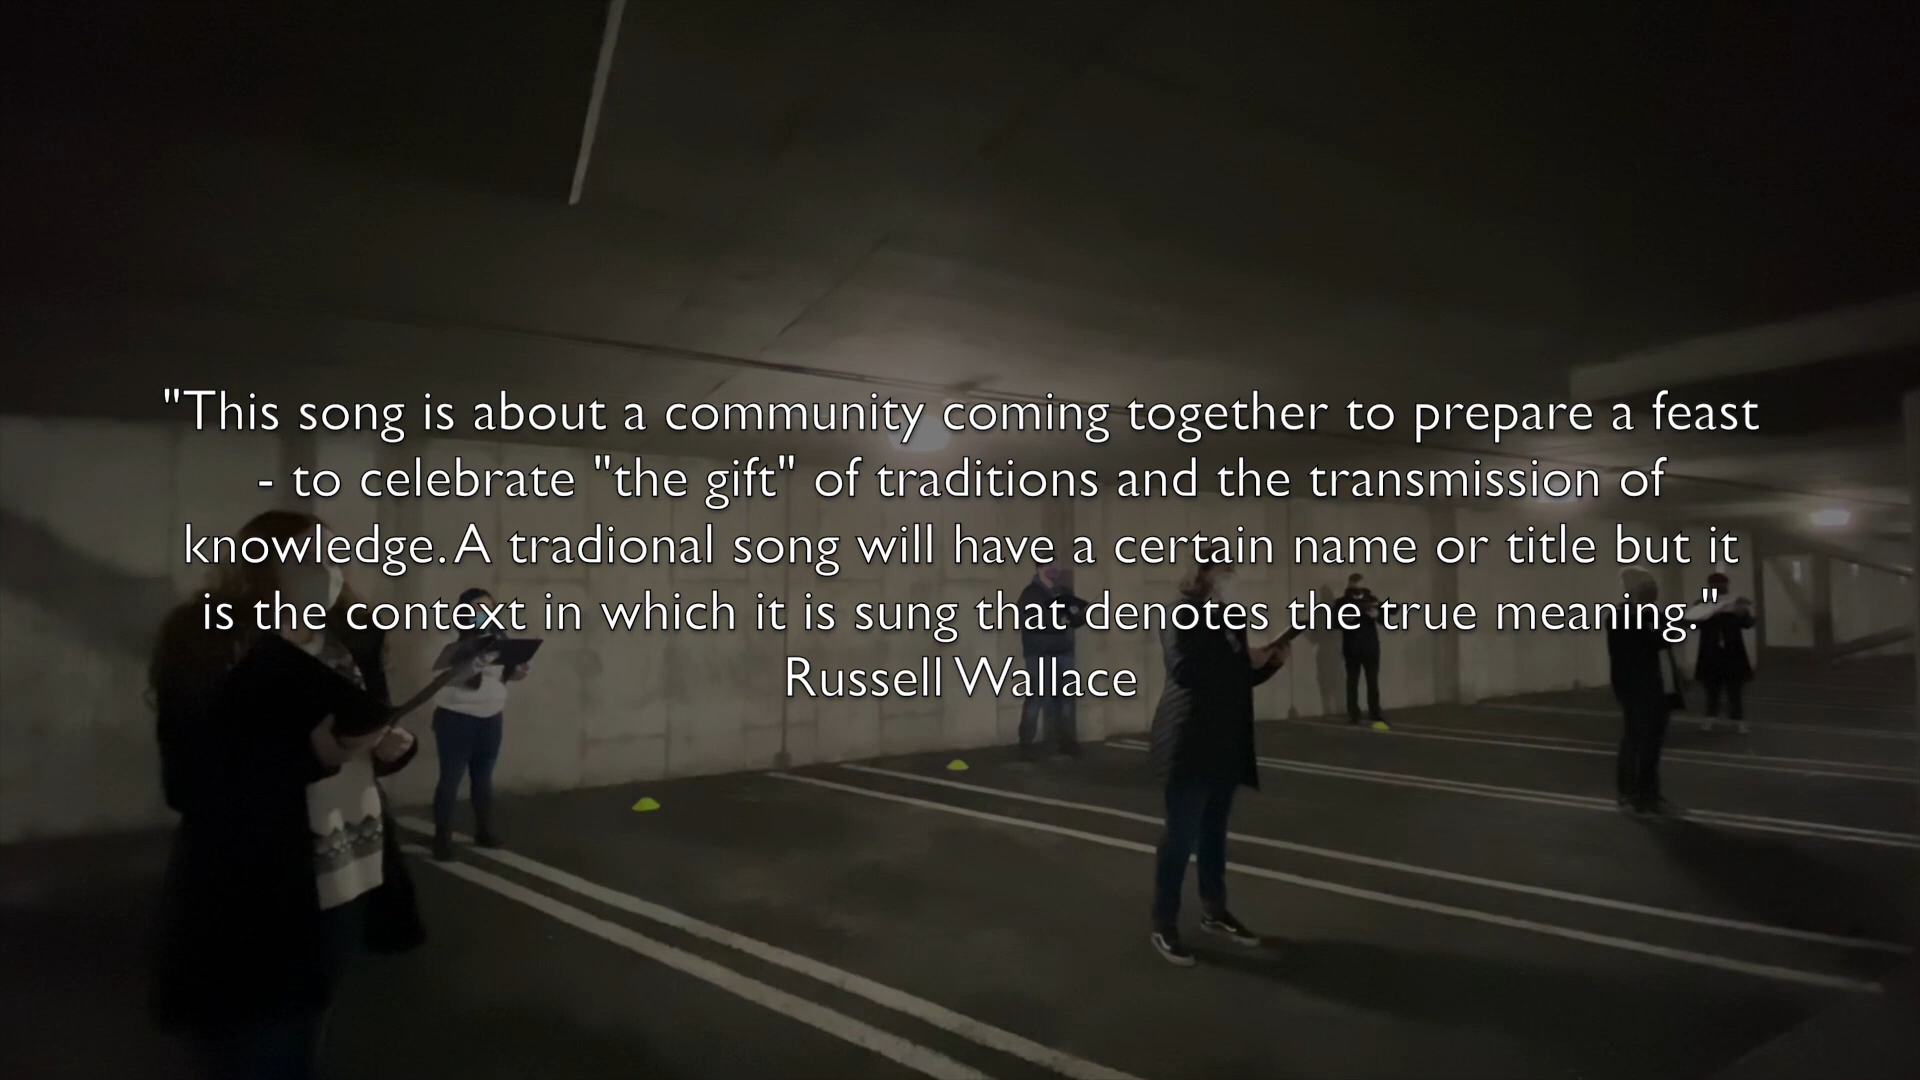 "This song is about a community coming together to prepare a feast
- to celebrate "the gift" of traditions and the transmission of
knowledge. A tradional song will have a certain name or title but it
is the context in which it is sung that denotes the true meaning."
Russell Wallace